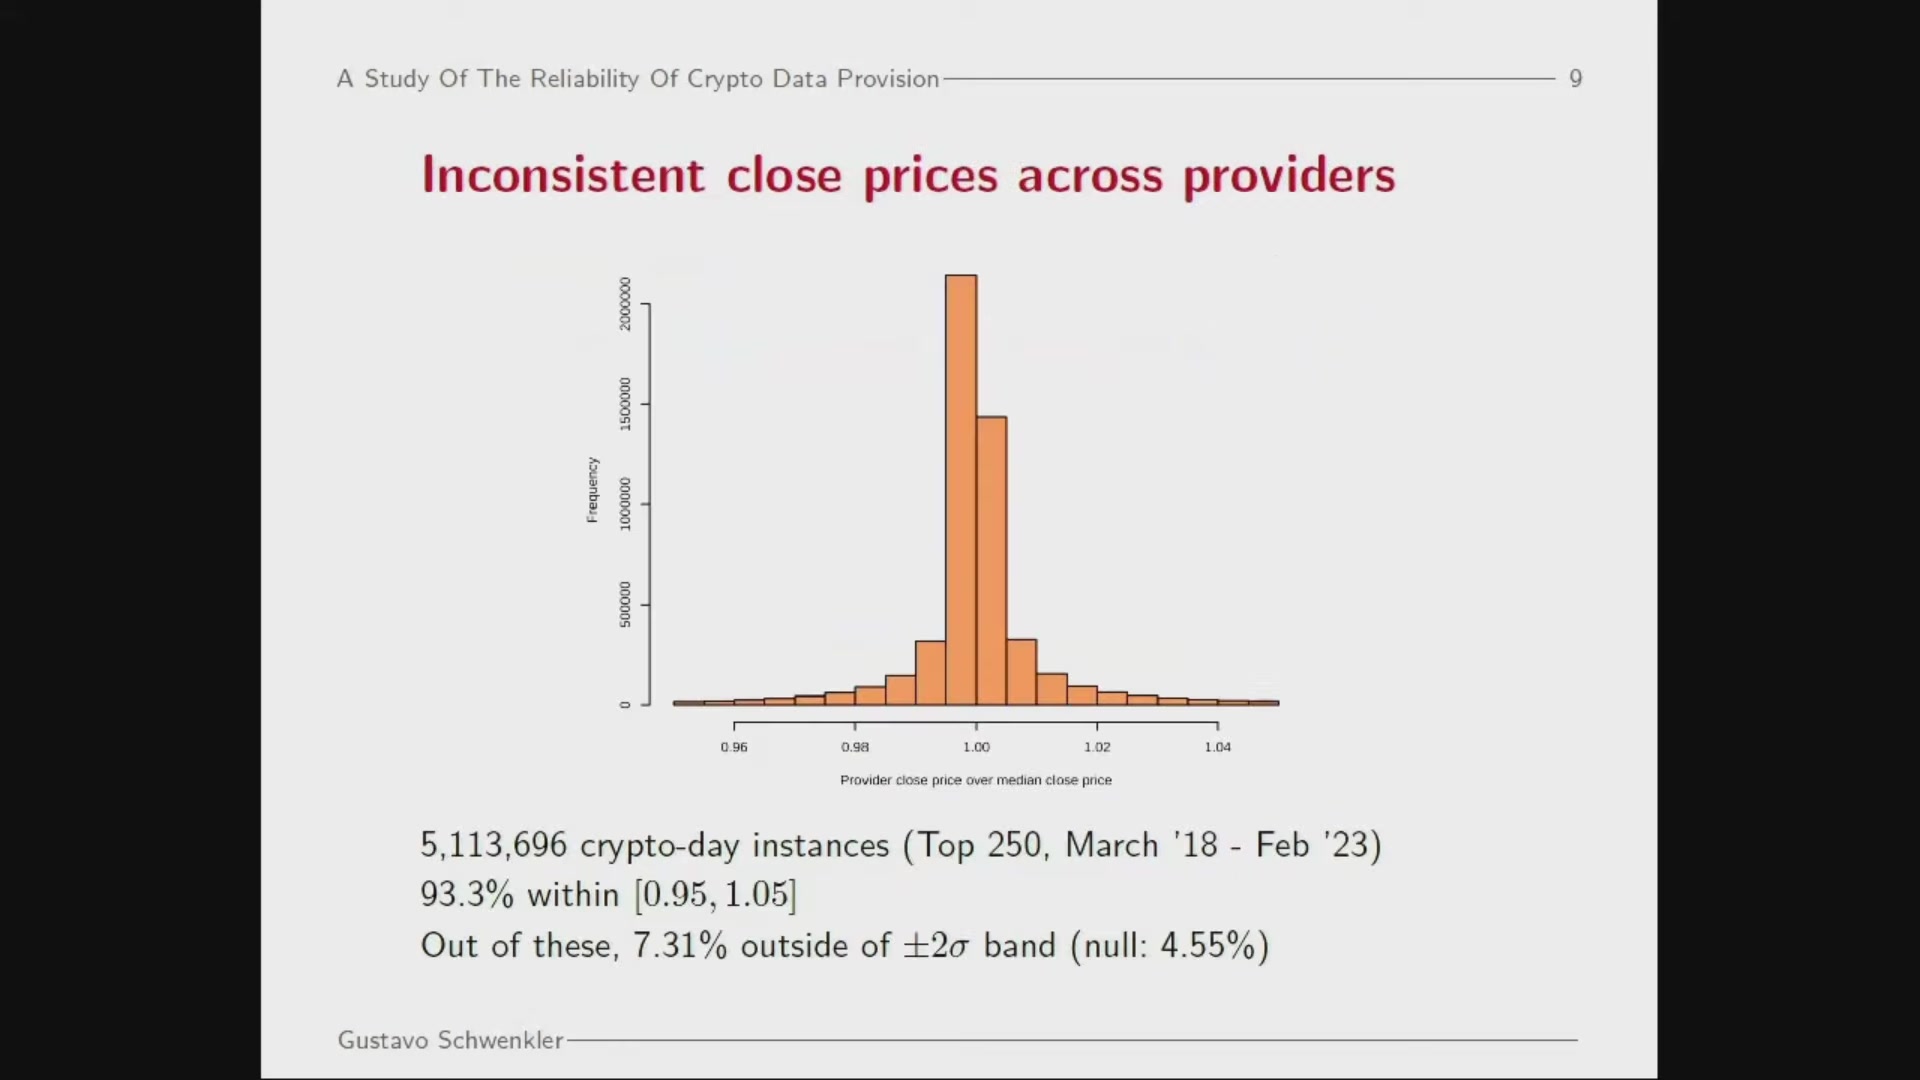 A Study Of The Reliability Of Crypto Data Provision 9
Inconsistent close prices across providers
2000000
1500000
1000000
500000
0
Frequency
0.96 0.98 1.00 1.02 1.04
Provider close price over median close price
5,113,696 crypto-day instances (Top 250, March '18 - Feb '23)
93.3% within [0.95, 1.05]
Out of these, 7.31% outside of ±2σ band (null: 4.55%)
Gustavo Schwenkler